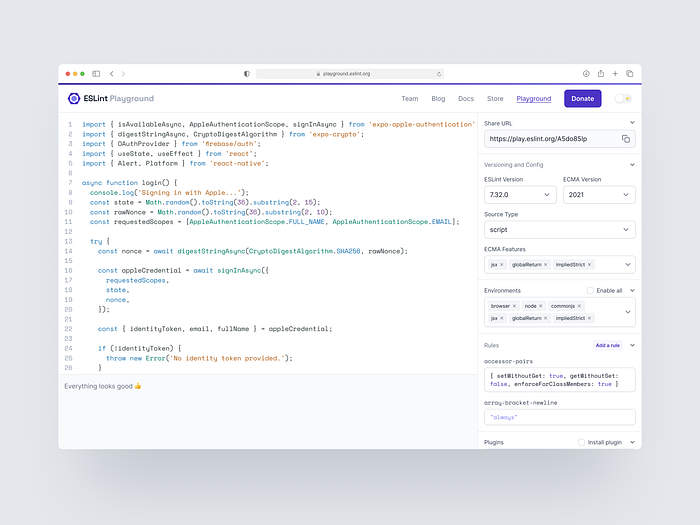 playground.eslint.org
ESLint Playground
Team Blog Docs Store Playground Donate
1 import { isAvailableAsync, AppleAuthenticationScope, signInAsync } from 'expo-apple-authentication'
2 import { digestStringAsync, CryptoDigestAlgorithm } from 'expo-crypto';
3 import { OAuthProvider } from 'firebase/auth';
4 import { useState, useEffect } from 'react';
5 import { Alert, Platform } from 'react-native';
6
7 async function login() {
8 console.log('Signing in with Apple...');
9 const state = Math.random().toString(36).substring(2, 15);
10 const rawNonce = Math.random().toString(36).substring(2, 10);
11 const requestedScopes = [AppleAuthenticationScope.FULL_NAME, AppleAuthenticationScope.EMAIL];
12
13 try {
14 const nonce = await digestStringAsync(CryptoDigestAlgorithm.SHA256, rawNonce);
15
16 const appleCredential = await signInAsync({
17 requestedScopes,
18 state,
19 nonce,
20 });
21
22 const { identityToken, email, fullName } = appleCredential;
23
24 if (!identityToken) {
25 throw new Error('No identity token provided.');
26 }
Everything looks good 👍
Share URL
https://play.eslint.org/A5do85lp
Versioning and Config
ESLint Version ECMA Version
7.32.0 2021
Source Type
script
ECMA Features
jsx × globalReturn × impliedStrict ×
Environments Enable all
browser × node × commonjs ×
jsx × globalReturn × impliedStrict ×
Rules Add a rule
accessor-pairs
{ setWithoutGet: true, getWithoutSet:
false, enforceForClassMembers: true }
array-bracket-newline
"always"
Plugins Install plugin